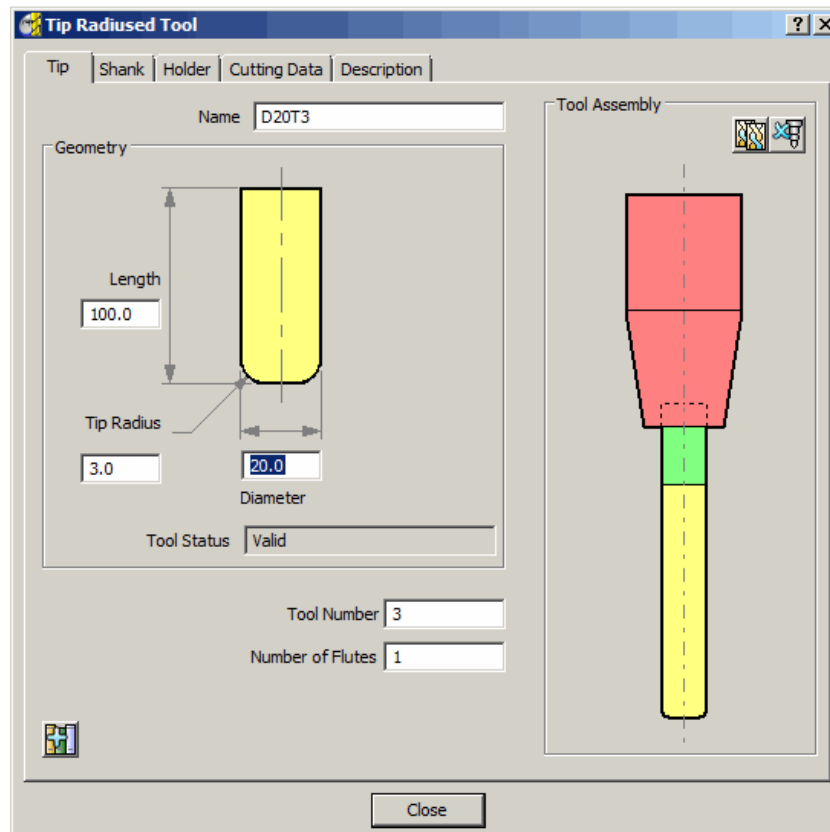 Tip Radiused Tool
Tip Shank Holder Cutting Data Description
Name D20T3
Geometry
Length
100.0
Tip Radius
3.0
20.0
Diameter
Tool Status Valid
Tool Number 3
Number of Flutes 1
Tool Assembly
Close